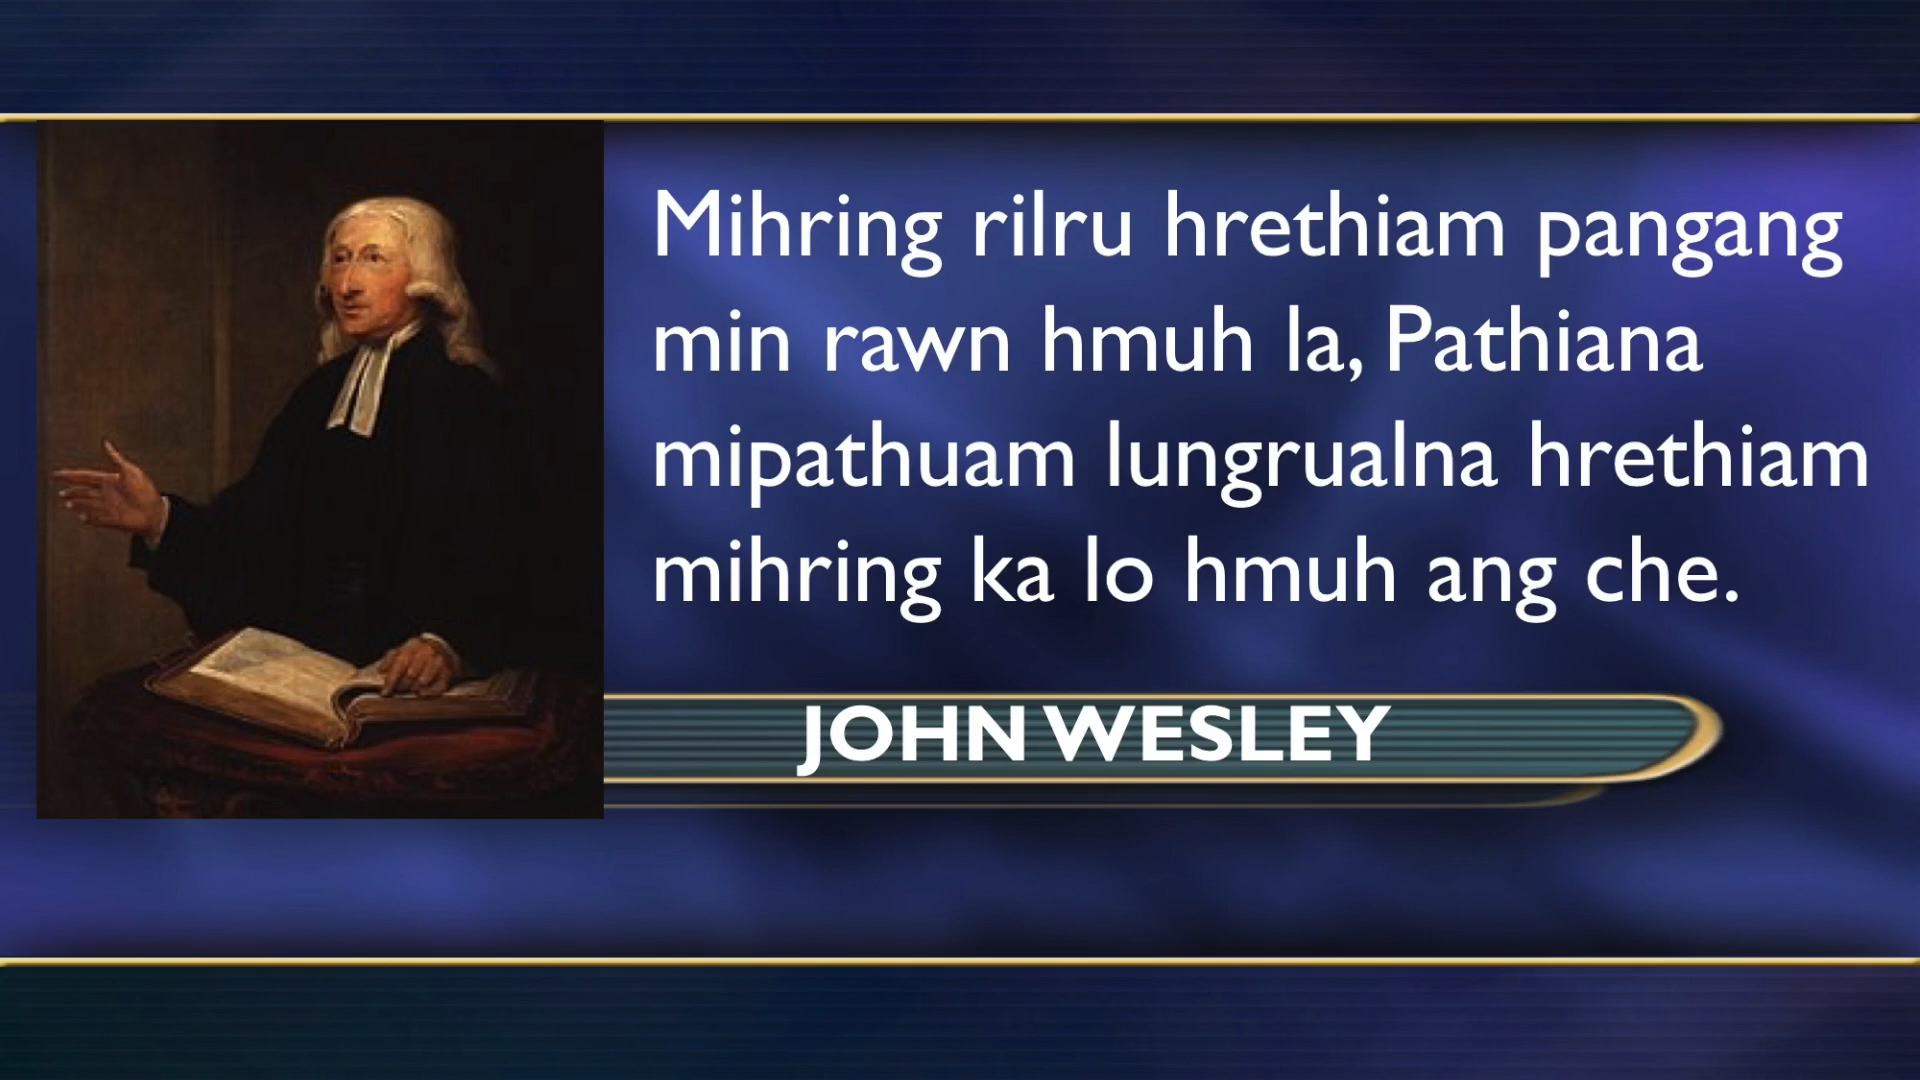 Mihring rilru hrethiam pangang
min rawn hmuh la, Pathiana
mipathuam lungrualna hrethiam
mihring ka lo hmuh ang che.
JOHN WESLEY